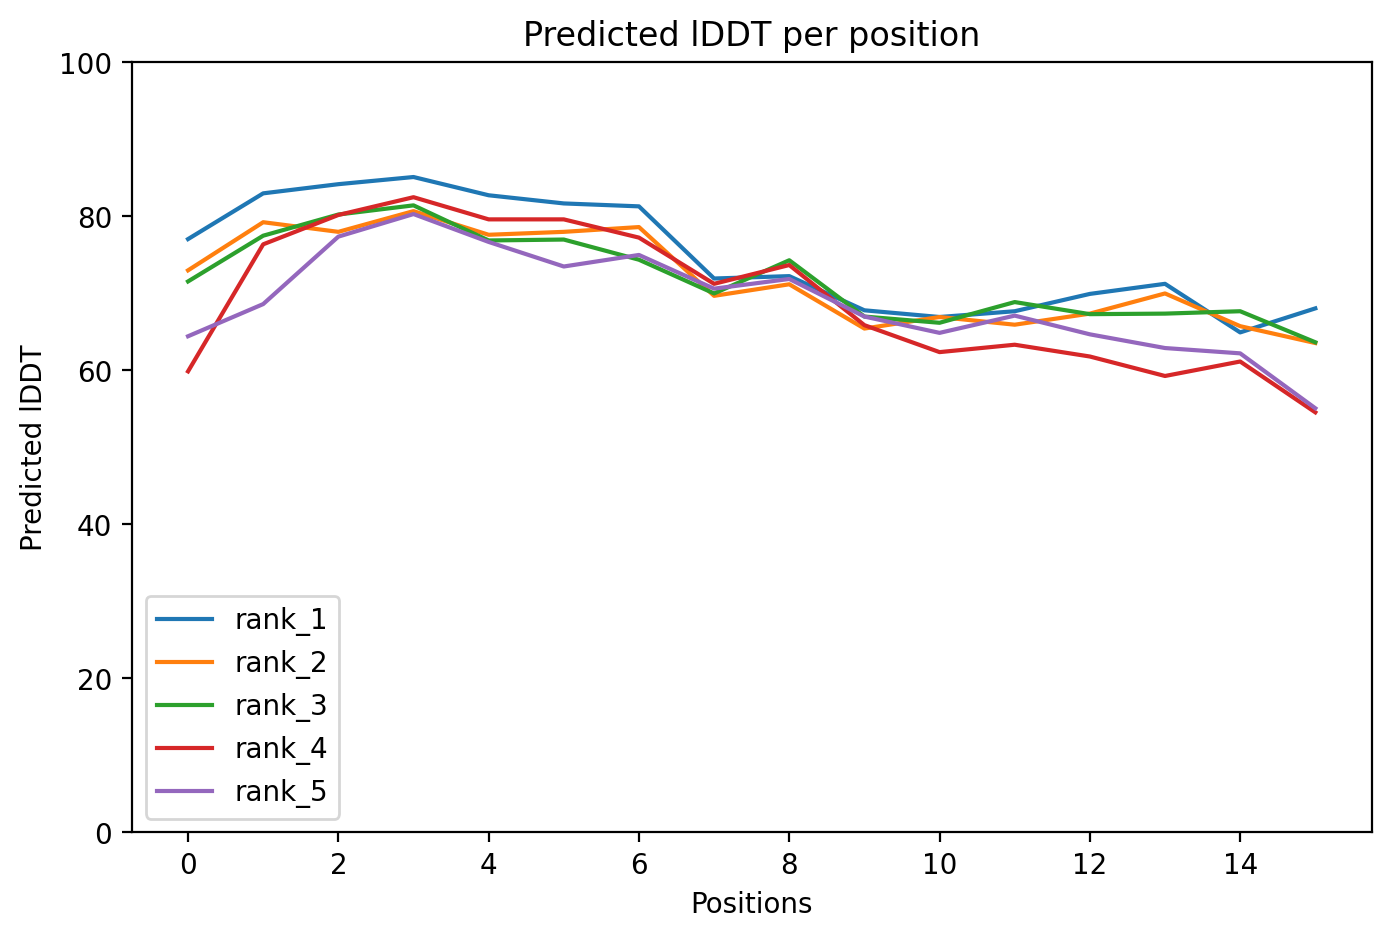 Predicted lDDT per position
100
80
60
40
20
0
Predicted lDDT
rank_1
rank_2
rank_3
rank_4
rank_5
0 2 4 6 8 10 12 14
Positions